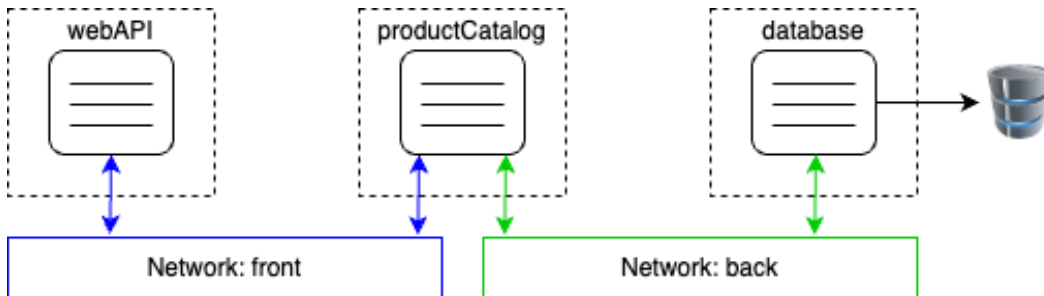 webAPI
productCatalog
database
Network: front
Network: back